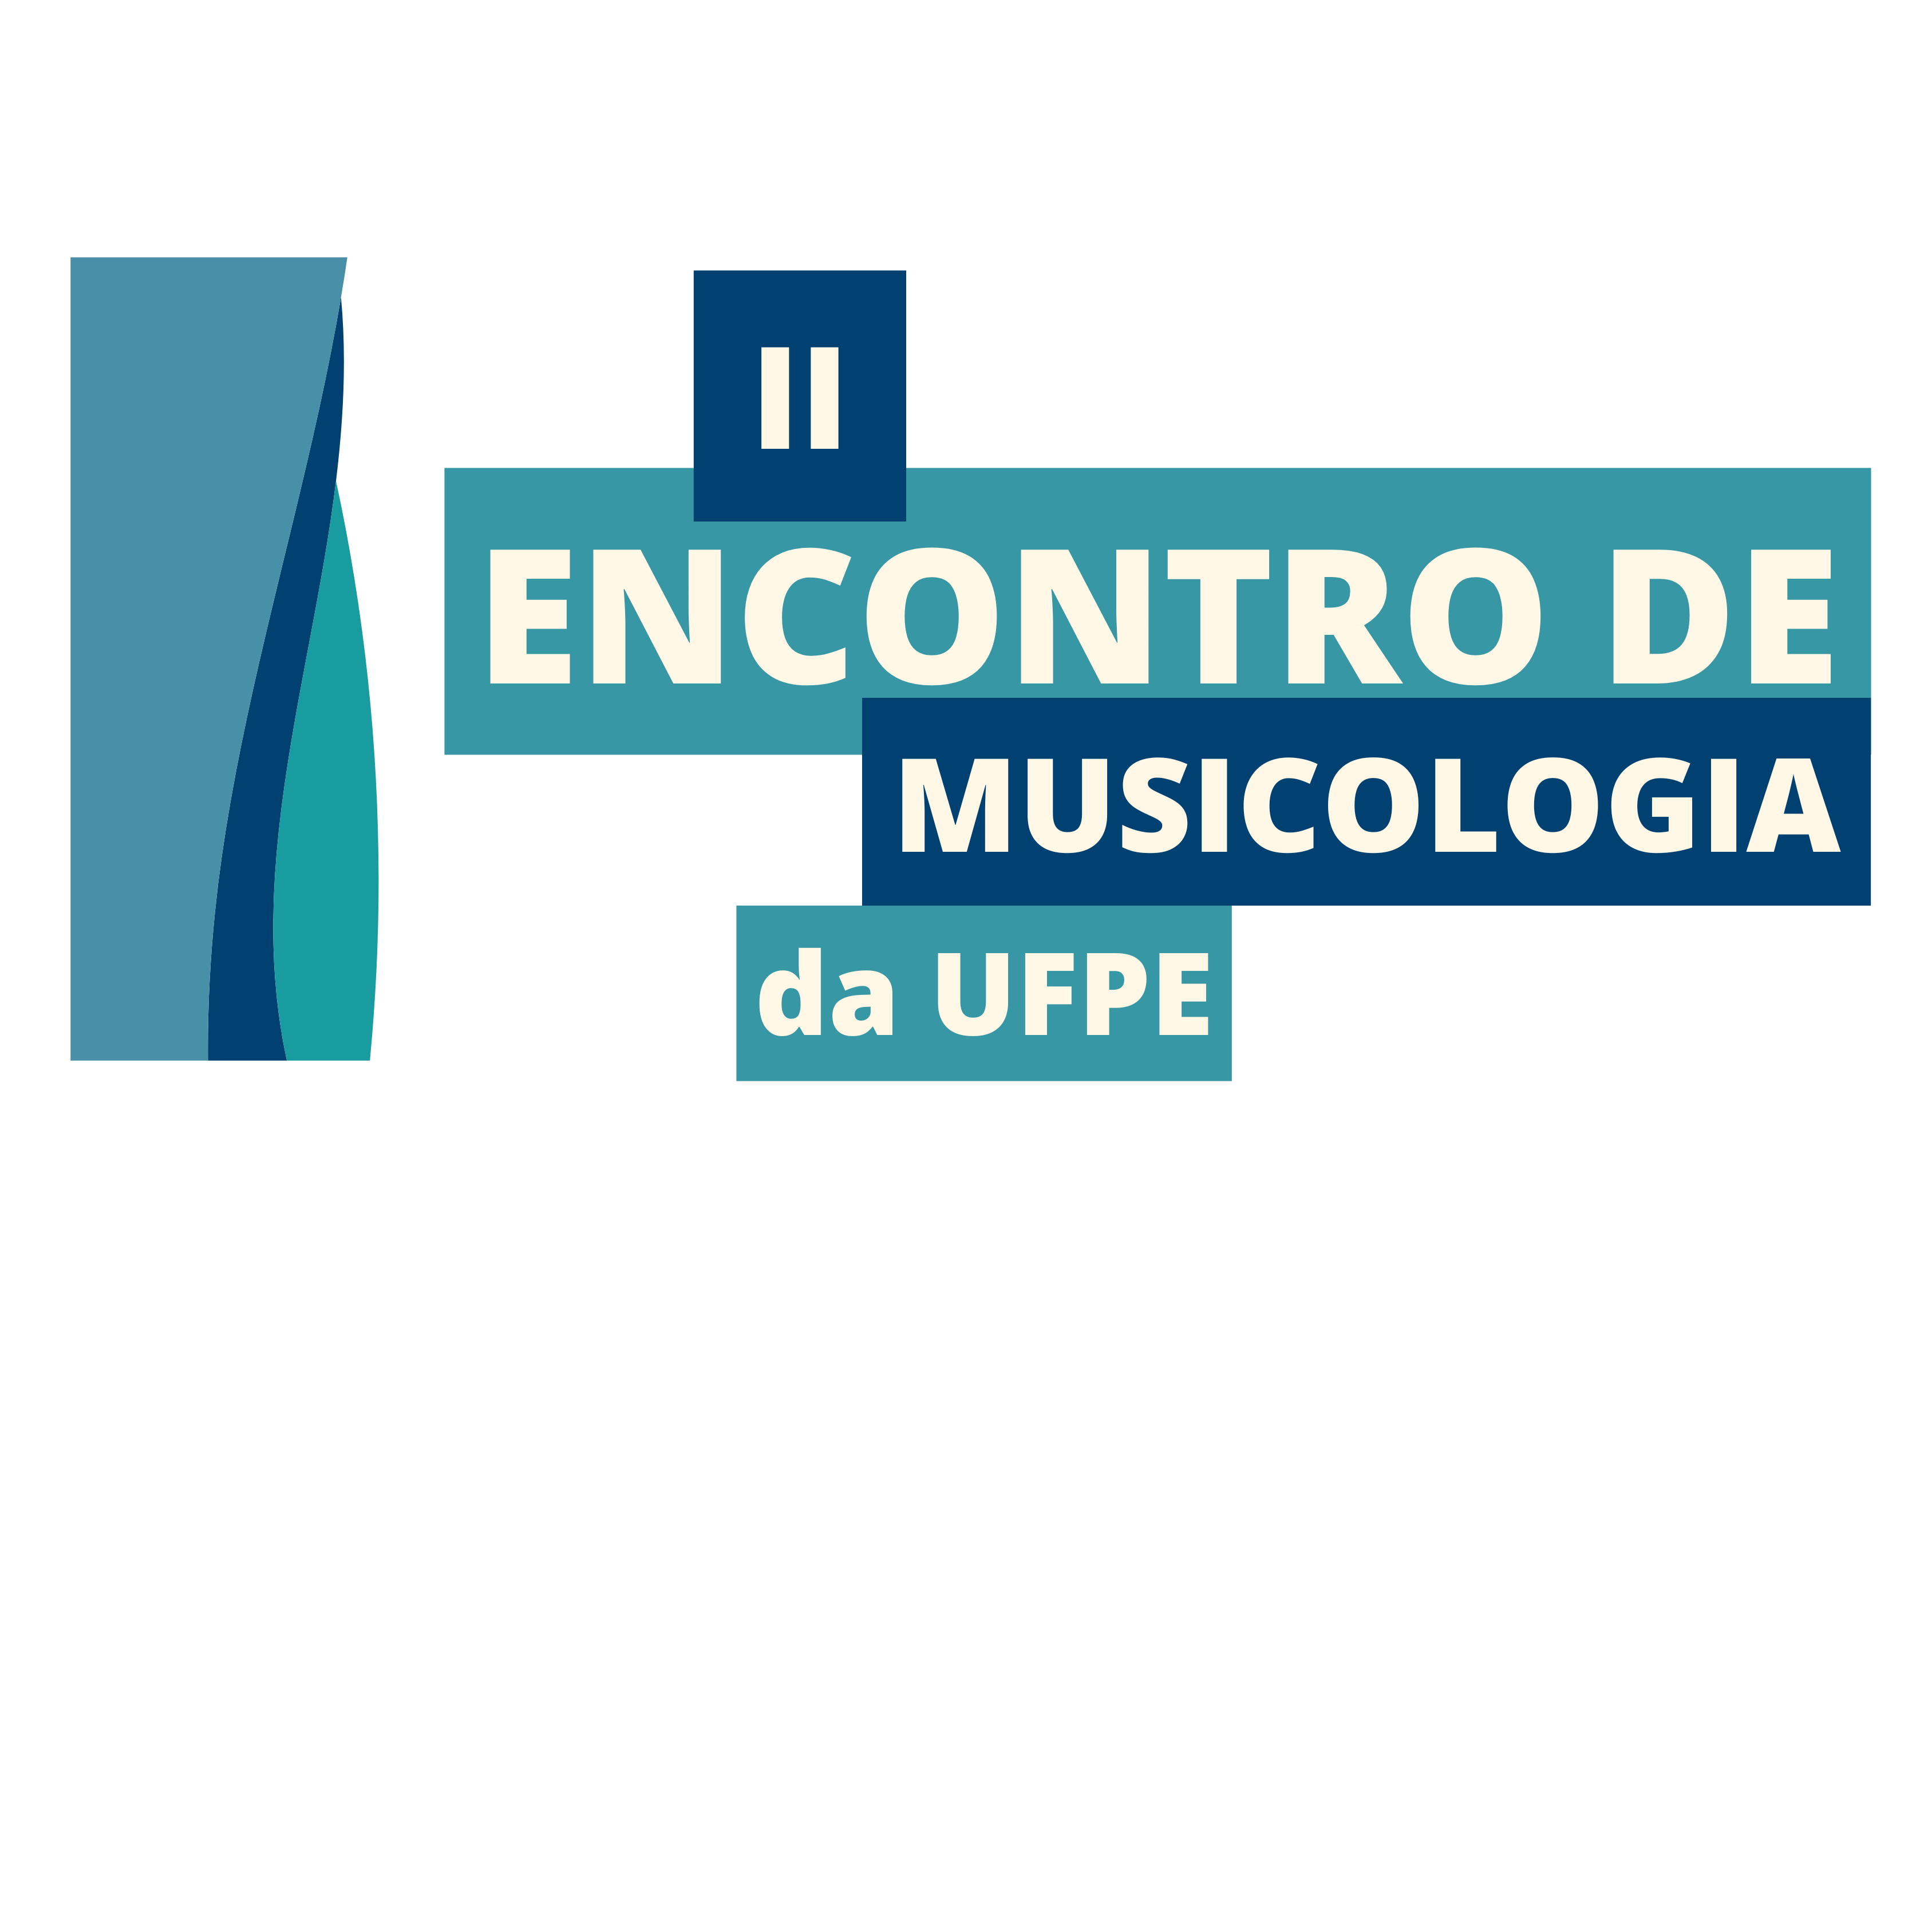 II
ENCONTRO DE
MUSICOLOGIA
da UFPE